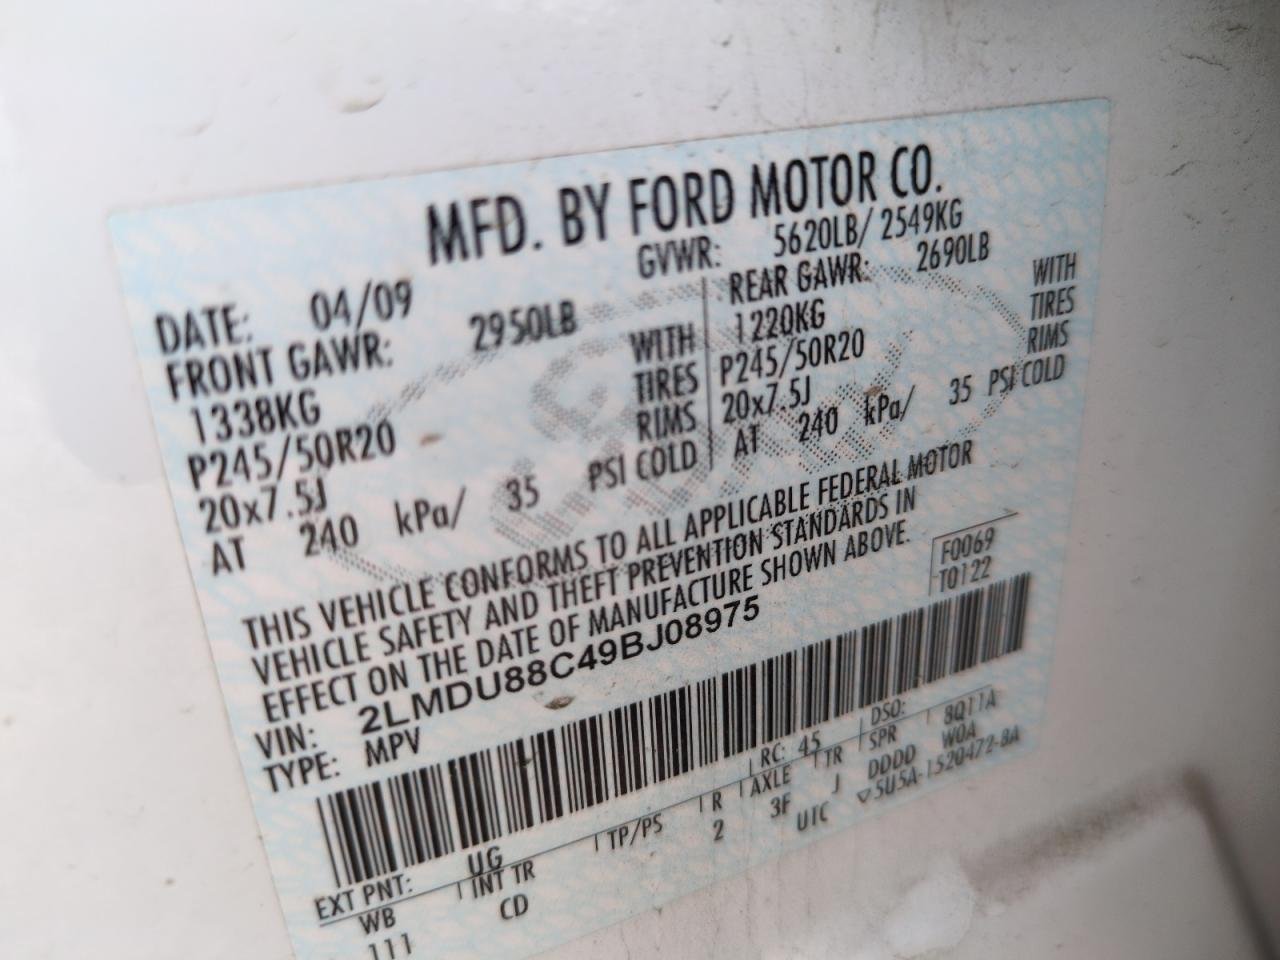 MFD. BY FORD MOTOR CO.
DATE: 04/09 GVWR: 5620LB/ 2549KG
FRONT GAWR: 2950LB REAR GAWR: 2690LB
1338KG WITH 1220KG WITH
P245/50R20 TIRES P245/50R20 TIRES
20x7.5J RIMS 20x7.5J RIMS
AT 240 kPa/ 35 PSI COLD AT 240 kPa/ 35 PSI COLD
THIS VEHICLE CONFORMS TO ALL APPLICABLE FEDERAL MOTOR
VEHICLE SAFETY AND THEFT PREVENTION STANDARDS IN
EFFECT ON THE DATE OF MANUFACTURE SHOWN ABOVE.
F0069
T0122
VIN: 2LMDU88C49BJ08975
TYPE: MPV
EXT PNT: UG RC: 45 DSO:
WB INT TR TP/PS R AXLE TR SPR 8Q11A
111 CD 2 3F J DDDD WOA
UTC ▽5U5A-1520472-BA